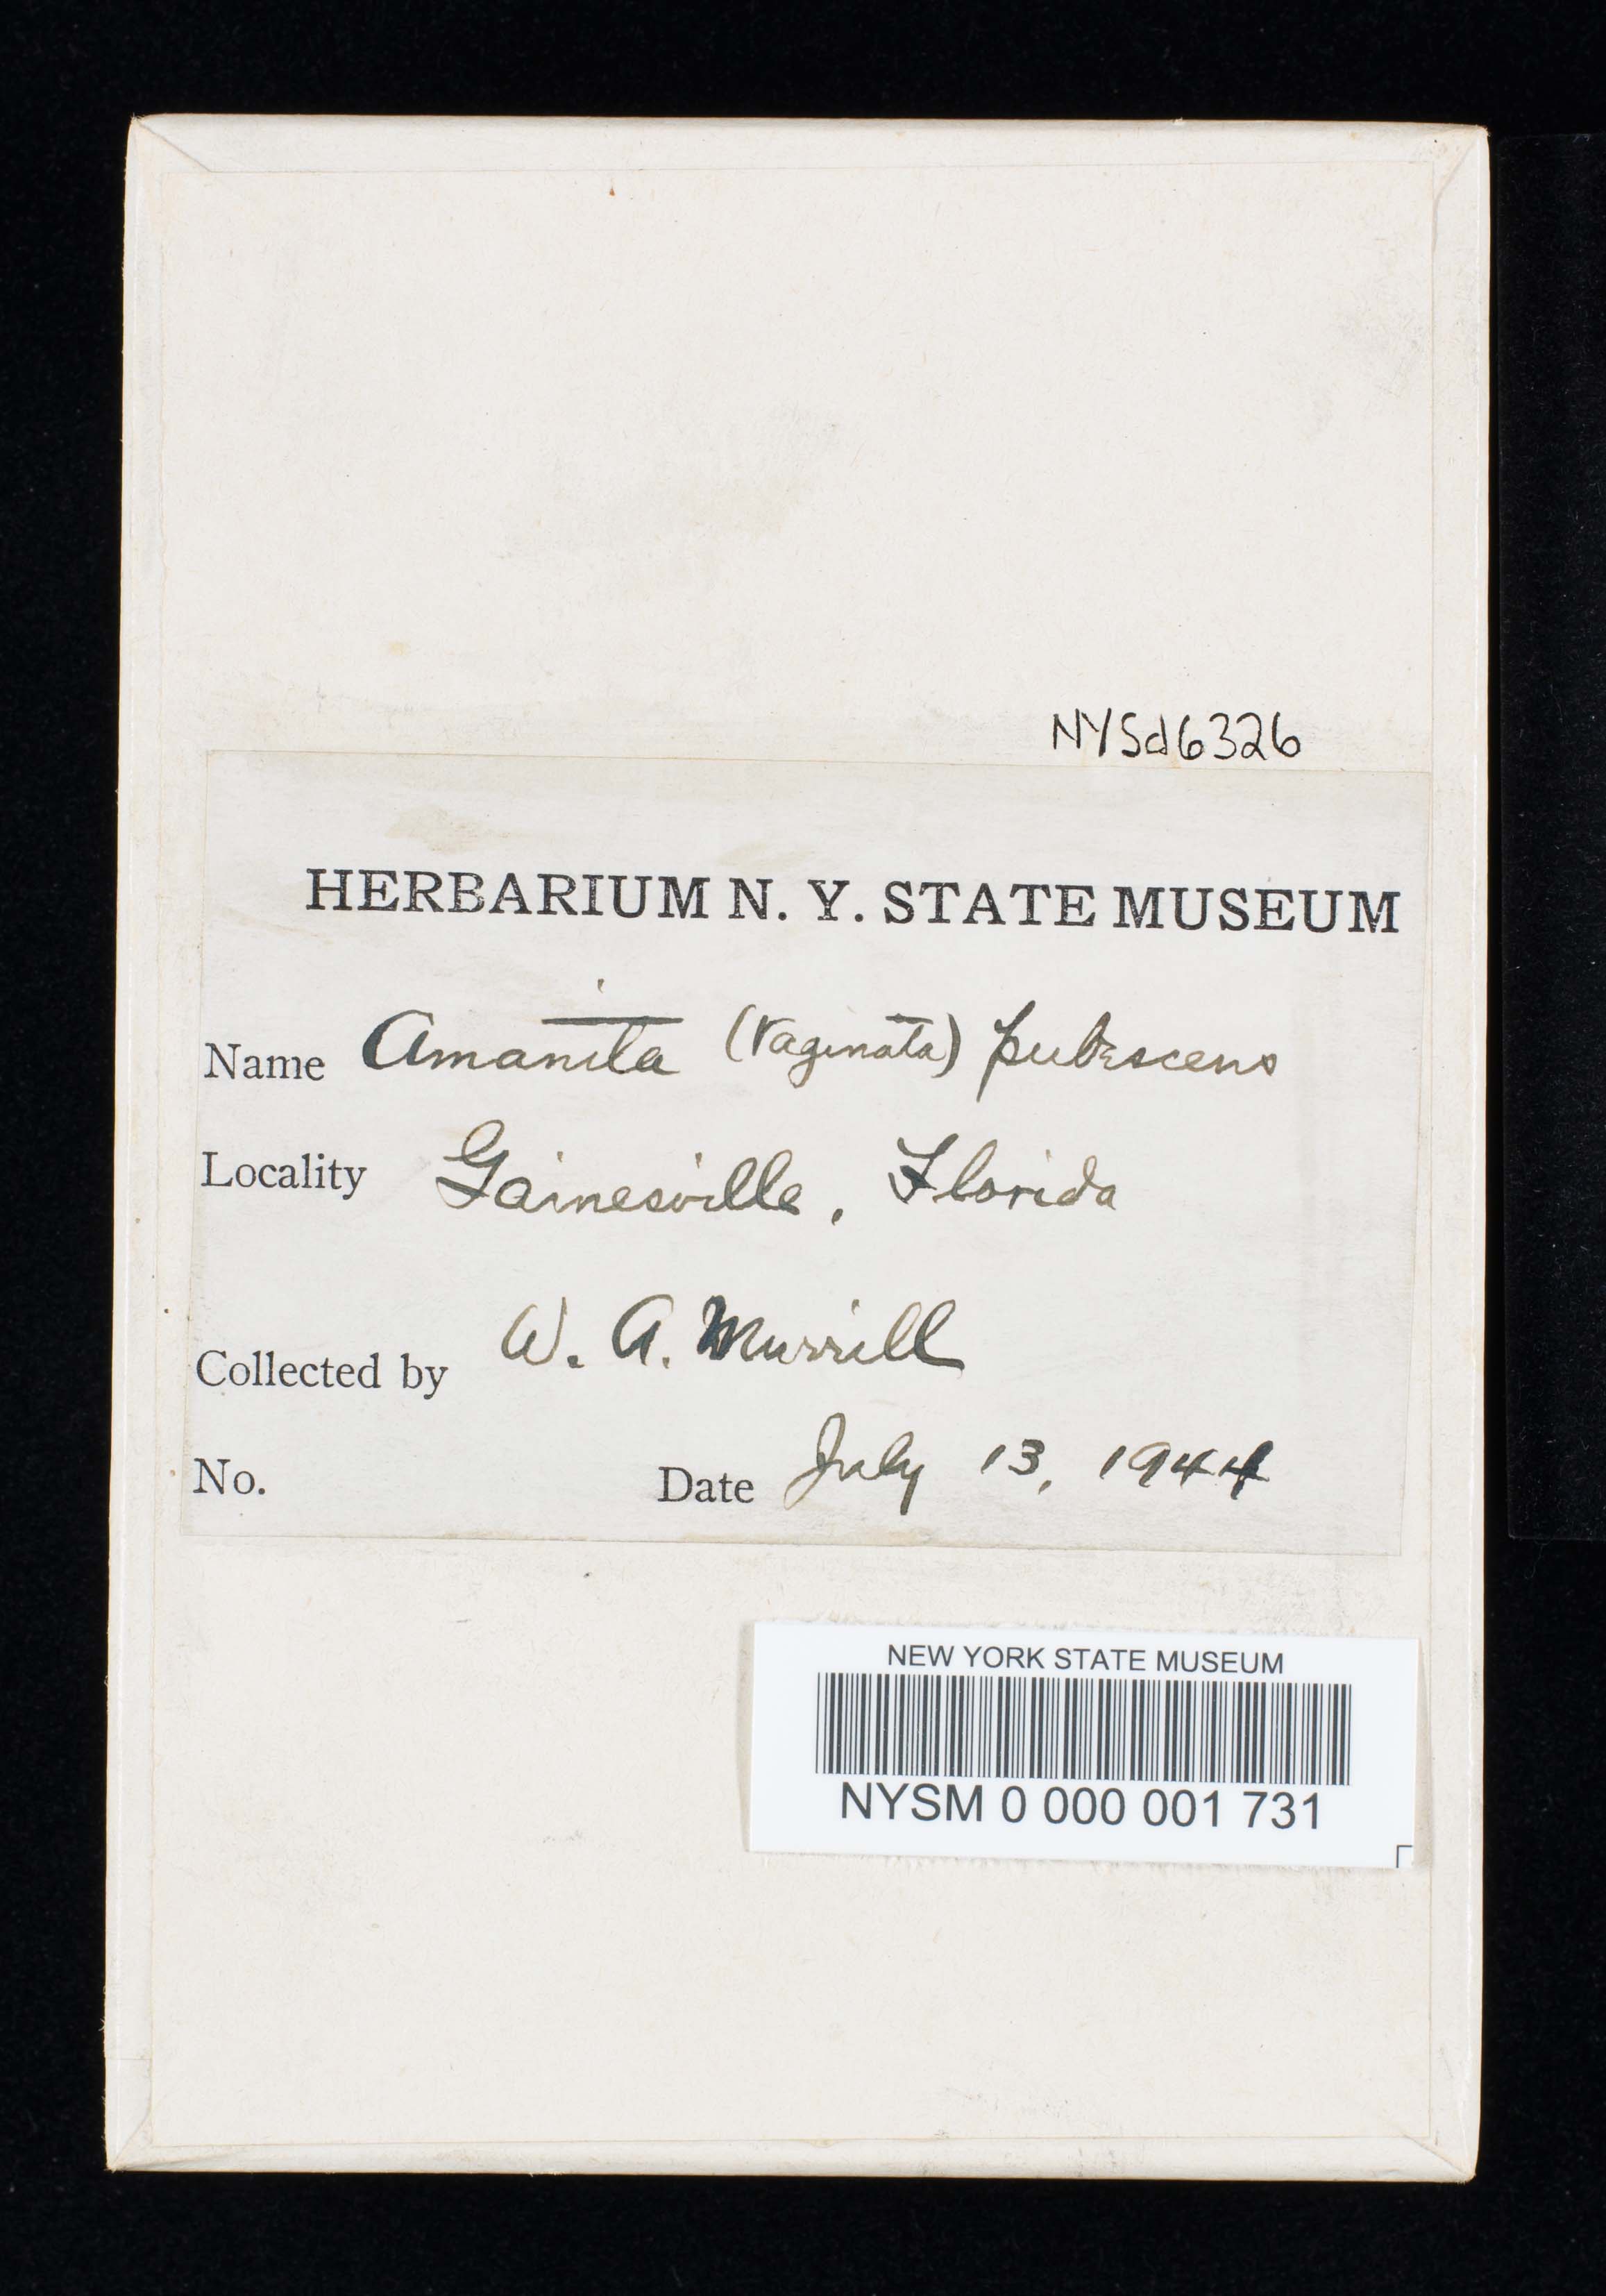 NYSd6326
HERBARIUM N. Y. STATE MUSEUM
Name Amanita (vaginata) pubescens
Locality Gainesville, Florida
Collected by W. A. Murrill
No. Date July 13, 1944
NEW YORK STATE MUSEUM
NYSM 0 000 001 731